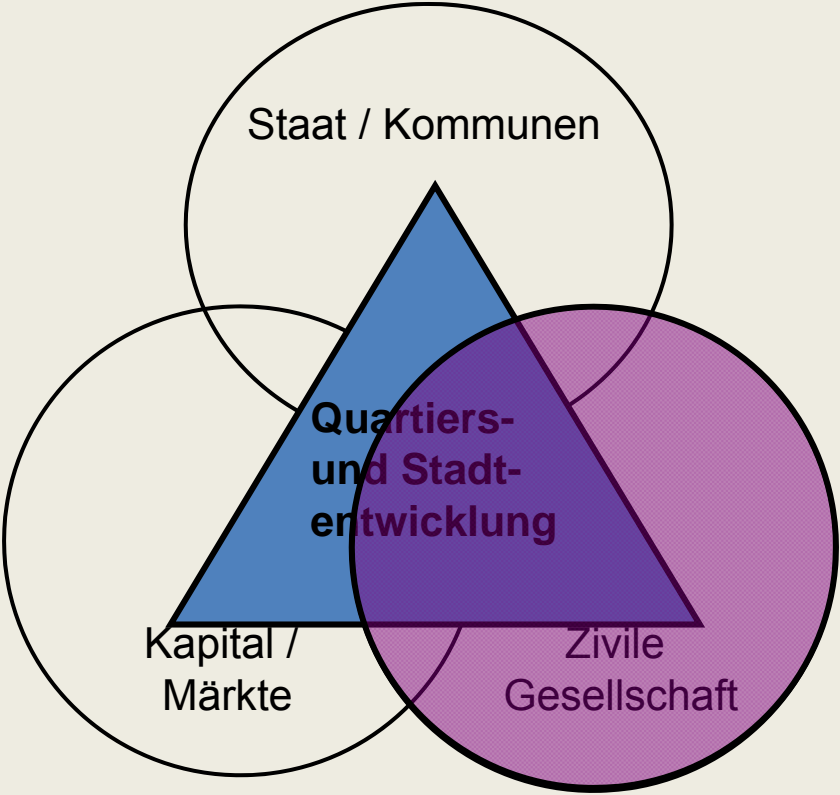 Staat / Kommunen
Quartiers-
und Stadt-
entwicklung
Kapital /
Märkte
Zivile
Gesellschaft